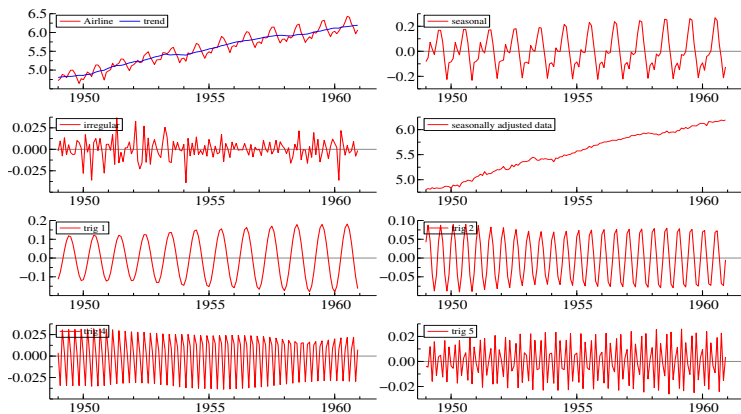 Airline trend
6.5
6.0
5.5
5.0
1950 1955 1960
seasonal
0.2
0.0
−0.2
1950 1955 1960
irregular
0.025
0.000
-0.025
1950 1955 1960
seasonally adjusted data
6.0
5.5
5.0
1950 1955 1960
trig 1
0.2
0.1
0.0
−0.1
1950 1955 1960
trig 2
0.10
0.05
0.00
−0.05
1950 1955 1960
trig 4
0.025
0.000
-0.025
1950 1955 1960
trig 5
0.02
0.00
−0.02
1950 1955 1960